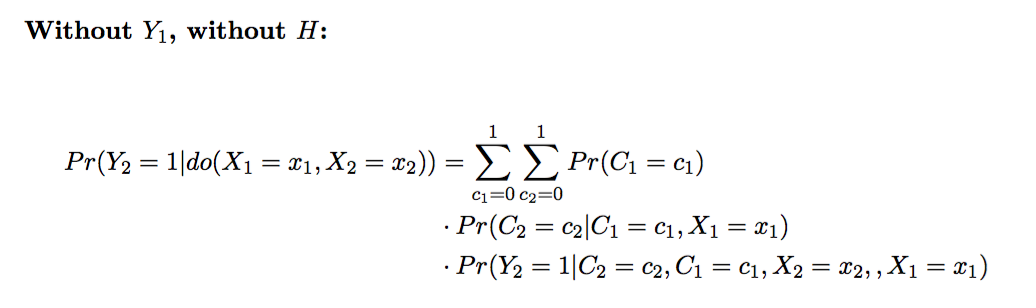 Without Y₁, without H:
Pr(Y₂ = 1|do(X₁ = x₁, X₂ = x₂)) = ∑_{c₁=0}^{1} ∑_{c₂=0}^{1} Pr(C₁ = c₁)
· Pr(C₂ = c₂|C₁ = c₁, X₁ = x₁)
· Pr(Y₂ = 1|C₂ = c₂, C₁ = c₁, X₂ = x₂, , X₁ = x₁)